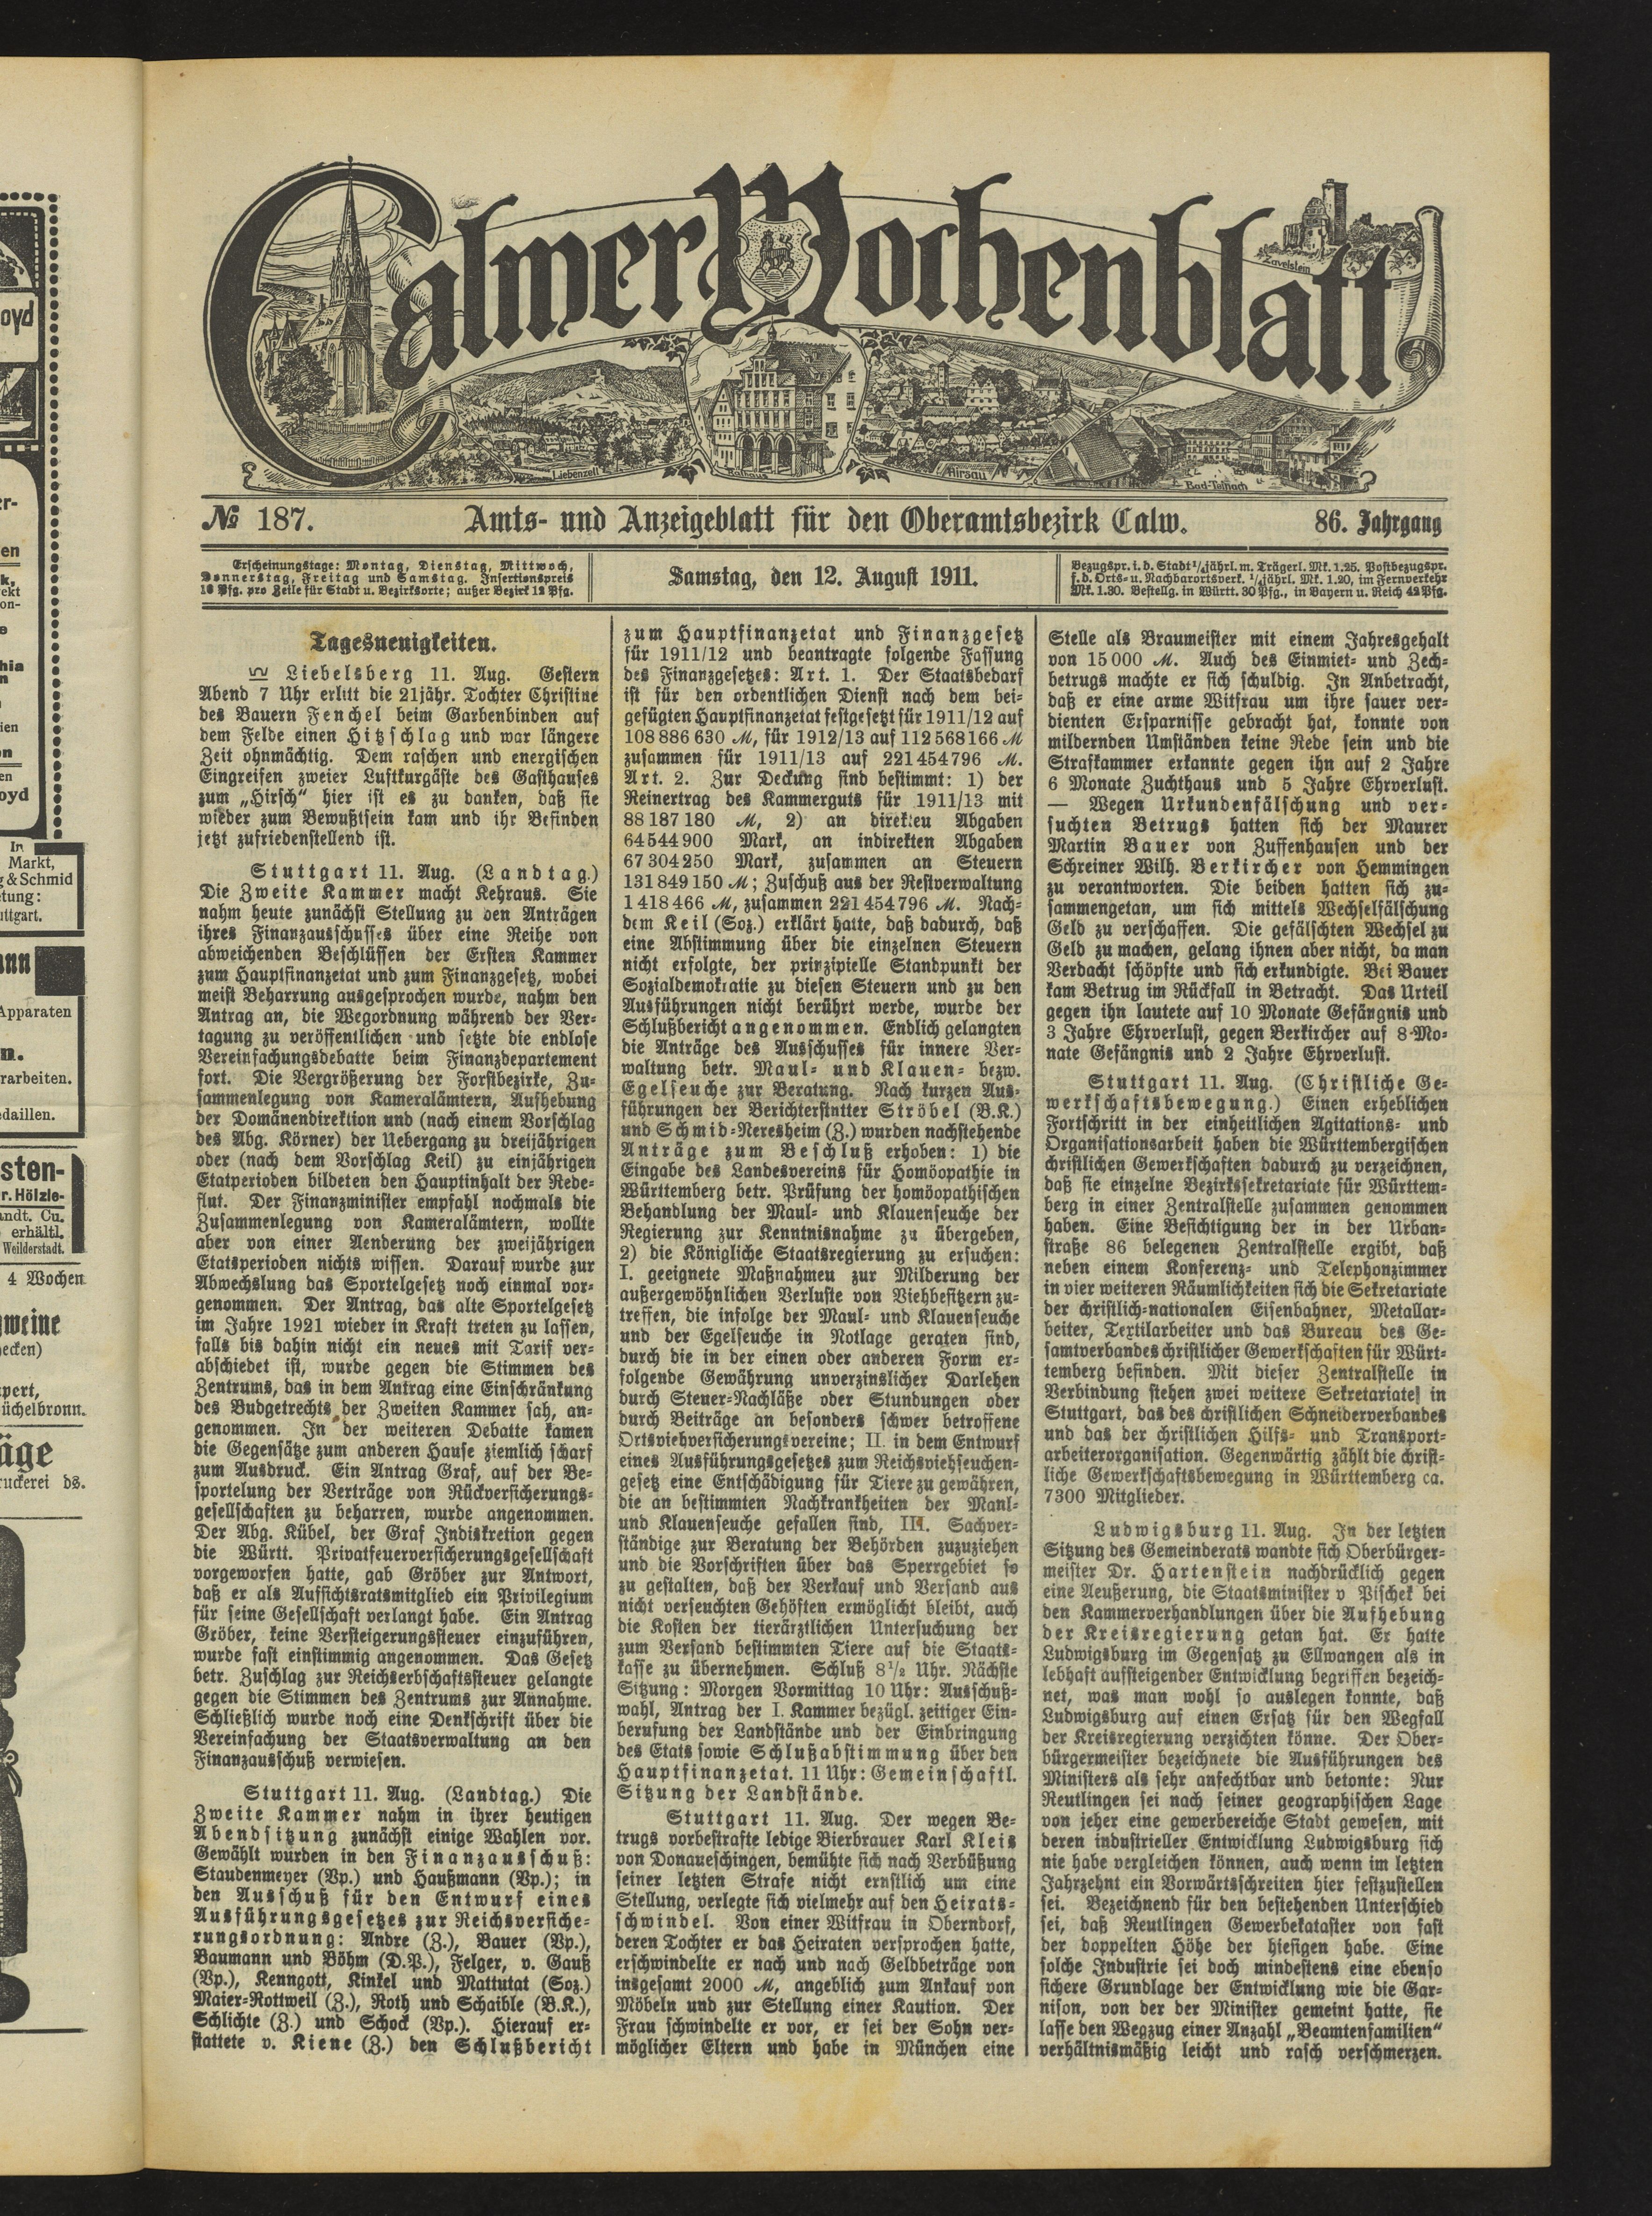 Calwer Wochenblatt
Zavelstein
Liebenzell
Rathaus
Hirsau
Bad-Teinach
№ 187.
Amts- und Anzeigeblatt für den Oberamtsbezirk Calw.
86. Jahrgang
Erscheinungstage: Montag, Dienstag, Mittwoch,
Donnerstag, Freitag und Samstag. Insertionspreis
10 Pfg. pro Zeile für Stadt u. Bezirksorte; außer Bezirk 12 Pfg.
Samstag, den 12. August 1911.
Bezugspr. i. d. Stadt ¼jährl. m. Trägerl. Mk. 1.25. Postbezugspr.
f. d. Orts- u. Nachbarortsverk. ¼jährl. Mk. 1.20, im Fernverkehr
Mk. 1.30. Bestellg. in Württ. 30 Pfg., in Bayern u. Reich 42 Pfg.
Tagesneuigkeiten.
Liebelsberg 11. Aug. Gestern
Abend 7 Uhr erlitt die 21jähr. Tochter Christine
des Bauern Fenchel beim Garbenbinden auf
dem Felde einen Hitzschlag und war längere
Zeit ohnmächtig. Dem raschen und energischen
Eingreifen zweier Luftkurgäste des Gasthauses
zum „Hirsch“ hier ist es zu danken, daß sie
wieder zum Bewußtsein kam und ihr Befinden
jetzt zufriedenstellend ist.
Stuttgart 11. Aug. (Landtag.)
Die Zweite Kammer macht Kehraus. Sie
nahm heute zunächst Stellung zu den Anträgen
ihres Finanzausschusses über eine Reihe von
abweichenden Beschlüssen der Ersten Kammer
zum Hauptfinanzetat und zum Finanzgesetz, wobei
meist Beharrung ausgesprochen wurde, nahm den
Antrag an, die Wegordnung während der Ver-
tagung zu veröffentlichen und setzte die endlose
Vereinfachungsdebatte beim Finanzdepartement
fort. Die Vergrößerung der Forstbezirke, Zu-
sammenlegung von Kameralämtern, Aufhebung
der Domänendirektion und (nach einem Vorschlag
des Abg. Körner) der Uebergang zu dreijährigen
oder (nach dem Vorschlag Keil) zu einjährigen
Etatperioden bildeten den Hauptinhalt der Rede-
flut. Der Finanzminister empfahl nochmals die
Zusammenlegung von Kameralämtern, wollte
aber von einer Aenderung der zweijährigen
Etatsperioden nichts wissen. Darauf wurde zur
Abwechslung das Sportelgesetz noch einmal vor-
genommen. Der Antrag, das alte Sportelgesetz
im Jahre 1921 wieder in Kraft treten zu lassen,
falls bis dahin nicht ein neues mit Tarif ver-
abschiedet ist, wurde gegen die Stimmen des
Zentrums, das in dem Antrag eine Einschränkung
des Budgetrechts der Zweiten Kammer sah, an-
genommen. In der weiteren Debatte kamen
die Gegensätze zum anderen Hause ziemlich scharf
zum Ausdruck. Ein Antrag Graf, auf der Be-
sportelung der Verträge von Rückversicherungs-
gesellschaften zu beharren, wurde angenommen.
Der Abg. Kübel, der Graf Indiskretion gegen
die Württ. Privatfeuerversicherungsgesellschaft
vorgeworfen hatte, gab Gröber zur Antwort,
daß er als Aufsichtsratsmitglied ein Privilegium
für seine Gesellschaft verlangt habe. Ein Antrag
Gröber, keine Versteigerungssteuer einzuführen,
wurde fast einstimmig angenommen. Das Gesetz
betr. Zuschlag zur Reichserbschaftssteuer gelangte
gegen die Stimmen des Zentrums zur Annahme.
Schließlich wurde noch eine Denkschrift über die
Vereinfachung der Staatsverwaltung an den
Finanzausschuß verwiesen.
Stuttgart 11. Aug. (Landtag.) Die
Zweite Kammer nahm in ihrer heutigen
Abendsitzung zunächst einige Wahlen vor.
Gewählt wurden in den Finanzausschuß:
Staudenmeyer (Vp.) und Haußmann (Vp.); in
den Ausschuß für den Entwurf eines
Ausführungsgesetzes zur Reichsversiche-
rungsordnung: Andre (Z.), Bauer (Vp.),
Baumann und Böhm (D.P.), Felger, v. Gauß
(Vp.), Kenngott, Kinkel und Mattutat (Soz.)
Maier-Rottweil (Z.), Roth und Schaible (B.K.),
Schlichte (Z.) und Schock (Vp.). Hierauf er-
stattete v. Kiene (Z.) den Schlußbericht
zum Hauptfinanzetat und Finanzgesetz
für 1911/12 und beantragte folgende Fassung
des Finanzgesetzes: Art. 1. Der Staatsbedarf
ist für den ordentlichen Dienst nach dem bei-
gefügten Hauptfinanzetat festgesetzt für 1911/12 auf
108 886 630 M, für 1912/13 auf 112 568 166 M
zusammen für 1911/13 auf 221 454 796 M.
Art. 2. Zur Deckung sind bestimmt: 1) der
Reinertrag des Kammerguts für 1911/13 mit
88 187 180 M, 2) an direkten Abgaben
64 544 900 Mark, an indirekten Abgaben
67 304 250 Mark, zusammen an Steuern
131 849 150 M; Zuschuß aus der Restverwaltung
1 418 466 M, zusammen 221 454 796 M. Nach-
dem Keil (Soz.) erklärt hatte, daß dadurch, daß
eine Abstimmung über die einzelnen Steuern
nicht erfolgte, der prinzipielle Standpunkt der
Sozialdemokratie zu diesen Steuern und zu den
Ausführungen nicht berührt werde, wurde der
Schlußbericht angenommen. Endlich gelangten
die Anträge des Ausschusses für innere Ver-
waltung betr. Maul- und Klauen- bezw.
Egelseuche zur Beratung. Nach kurzen Aus-
führungen der Berichterstatter Ströbel (B.K.)
und Schmid-Neresheim (Z.) wurden nachstehende
Anträge zum Beschluß erhoben: 1) die
Eingabe des Landesvereins für Homöopathie in
Württemberg betr. Prüfung der homöopathischen
Behandlung der Maul- und Klauenseuche der
Regierung zur Kenntnisnahme zu übergeben,
2) die Königliche Staatsregierung zu ersuchen:
I. geeignete Maßnahmen zur Milderung der
außergewöhnlichen Verluste von Viehbesitzern zu-
treffen, die infolge der Maul- und Klauenseuche
und der Egelseuche in Notlage geraten sind,
durch die in der einen oder anderen Form er-
folgende Gewährung unverzinslicher Darlehen
durch Steuer-Nachläße oder Stundungen oder
durch Beiträge an besonders schwer betroffene
Ortsviehversicherungsvereine; II. in dem Entwurf
eines Ausführungsgesetzes zum Reichsviehseuchen-
gesetz eine Entschädigung für Tiere zu gewähren,
die an bestimmten Nachkrankheiten der Maul-
und Klauenseuche gefallen sind, III. Sachver-
ständige zur Beratung der Behörden zuzuziehen
und die Vorschriften über das Sperrgebiet so
zu gestalten, daß der Verkauf und Versand aus
nicht verseuchten Gehöften ermöglicht bleibt, auch
die Kosten der tierärztlichen Untersuchung der
zum Versand bestimmten Tiere auf die Staats-
kasse zu übernehmen. Schluß 8½ Uhr. Nächste
Sitzung: Morgen Vormittag 10 Uhr: Ausschuß-
wahl, Antrag der I. Kammer bezügl. zeitiger Ein-
berufung der Landstände und der Einbringung
des Etats sowie Schlußabstimmung über den
Hauptfinanzetat. 11 Uhr: Gemeinschaftl.
Sitzung der Landstände.
Stuttgart 11. Aug. Der wegen Be-
trugs vorbestrafte ledige Bierbrauer Karl Kleis
von Donaueschingen, bemühte sich nach Verbüßung
seiner letzten Strafe nicht ernstlich um eine
Stellung, verlegte sich vielmehr auf den Heirats-
schwindel. Von einer Witfrau in Oberndorf,
deren Tochter er das Heiraten versprochen hatte,
erschwindelte er nach und nach Geldbeträge von
insgesamt 2000 M, angeblich zum Ankauf von
Möbeln und zur Stellung einer Kaution. Der
Frau schwindelte er vor, er sei der Sohn ver-
möglicher Eltern und habe in München eine
Stelle als Braumeister mit einem Jahresgehalt
von 15 000 M. Auch des Einmiet- und Zech-
betrugs machte er sich schuldig. In Anbetracht,
daß er eine arme Witfrau um ihre sauer ver-
dienten Ersparnisse gebracht hat, konnte von
mildernden Umständen keine Rede sein und die
Strafkammer erkannte gegen ihn auf 2 Jahre
6 Monate Zuchthaus und 5 Jahre Ehrverlust.
— Wegen Urkundenfälschung und ver-
suchten Betrugs hatten sich der Maurer
Martin Bauer von Zuffenhausen und der
Schreiner Wilh. Berkircher von Hemmingen
zu verantworten. Die beiden hatten sich zu-
sammengetan, um sich mittels Wechselfälschung
Geld zu verschaffen. Die gefälschten Wechsel zu
Geld zu machen, gelang ihnen aber nicht, da man
Verdacht schöpfte und sich erkundigte. Bei Bauer
kam Betrug im Rückfall in Betracht. Das Urteil
gegen ihn lautete auf 10 Monate Gefängnis und
3 Jahre Ehrverlust, gegen Berkircher auf 8 Mo-
nate Gefängnis und 2 Jahre Ehrverlust.
Stuttgart 11. Aug. (Christliche Ge-
werkschaftsbewegung.) Einen erheblichen
Fortschritt in der einheitlichen Agitations- und
Organisationsarbeit haben die Württembergischen
christlichen Gewerkschaften dadurch zu verzeichnen,
daß sie einzelne Bezirkssekretariate für Württem-
berg in einer Zentralstelle zusammen genommen
haben. Eine Besichtigung der in der Urban-
straße 86 belegenen Zentralstelle ergibt, daß
neben einem Konferenz- und Telephonzimmer
in vier weiteren Räumlichkeiten sich die Sekretariate
der christlich-nationalen Eisenbahner, Metallar-
beiter, Textilarbeiter und das Bureau des Ge-
samtverbandes christlicher Gewerkschaften für Würt-
temberg befinden. Mit dieser Zentralstelle in
Verbindung stehen zwei weitere Sekretariate in
Stuttgart, das des christlichen Schneiderverbandes
und das der christlichen Hilfs- und Transport-
arbeiterorganisation. Gegenwärtig zählt die christ-
liche Gewerkschaftsbewegung in Württemberg ca.
7300 Mitglieder.
Ludwigsburg 11. Aug. In der letzten
Sitzung des Gemeinderats wandte sich Oberbürger-
meister Dr. Hartenstein nachdrücklich gegen
eine Aeußerung, die Staatsminister v Pischek bei
den Kammerverhandlungen über die Aufhebung
der Kreisregierung getan hat. Er hatte
Ludwigsburg im Gegensatz zu Ellwangen als in
lebhaft aufsteigender Entwicklung begriffen bezeich-
net, was man wohl so auslegen konnte, daß
Ludwigsburg auf einen Ersatz für den Wegfall
der Kreisregierung verzichten könne. Der Ober-
bürgermeister bezeichnete die Ausführungen des
Ministers als sehr anfechtbar und betonte: Nur
Reutlingen sei nach seiner geographischen Lage
von jeher eine gewerbereiche Stadt gewesen, mit
deren industrieller Entwicklung Ludwigsburg sich
nie habe vergleichen können, auch wenn im letzten
Jahrzehnt ein Vorwärtsschreiten hier festzustellen
sei. Bezeichnend für den bestehenden Unterschied
sei, daß Reutlingen Gewerbekataster von fast
der doppelten Höhe der hiesigen habe. Eine
solche Industrie sei doch mindestens eine ebenso
sichere Grundlage der Entwicklung wie die Gar-
nison, von der der Minister gemeint hatte, sie
lasse den Wegzug einer Anzahl „Beamtenfamilien“
verhältnismäßig leicht und rasch verschmerzen.